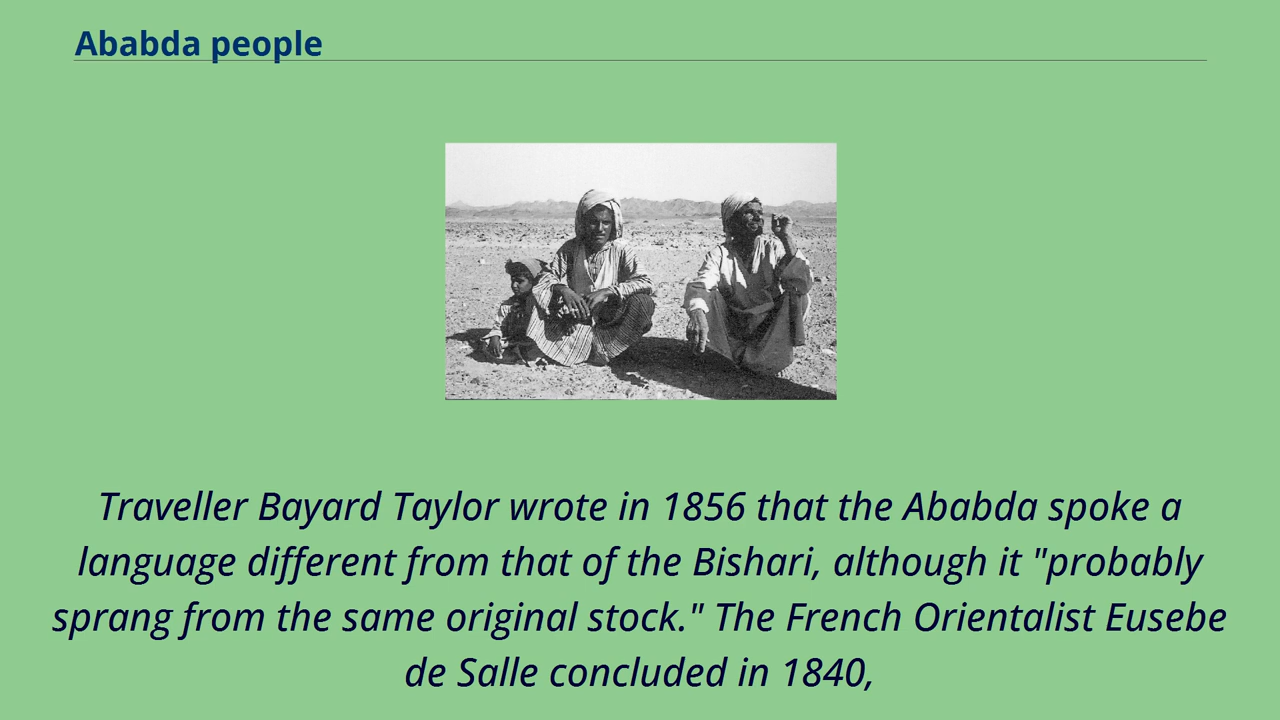 Ababda people
Traveller Bayard Taylor wrote in 1856 that the Ababda spoke a
language different from that of the Bishari, although it "probably
sprang from the same original stock." The French Orientalist Eusebe
de Salle concluded in 1840,